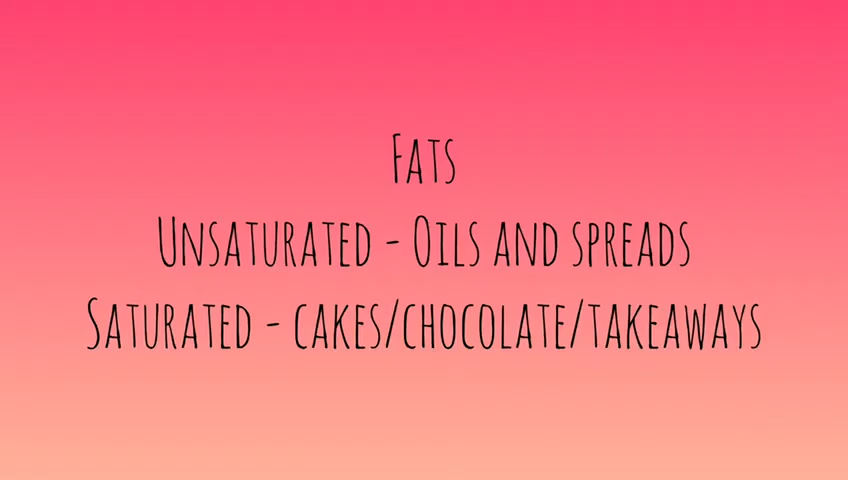 Fats
Unsaturated - Oils and spreads
Saturated - cakes/chocolate/takeaways